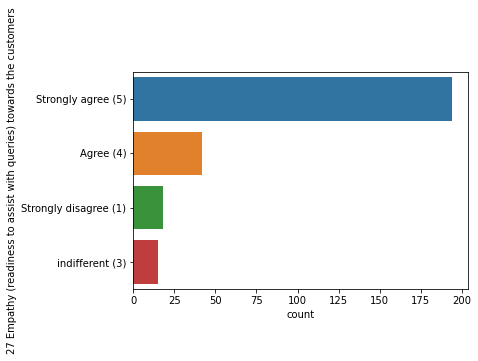 27 Empathy (readiness to assist with queries) towards the customers
Strongly agree (5)
Agree (4)
Strongly disagree (1)
indifferent (3)
0 25 50 75 100 125 150 175 200
count